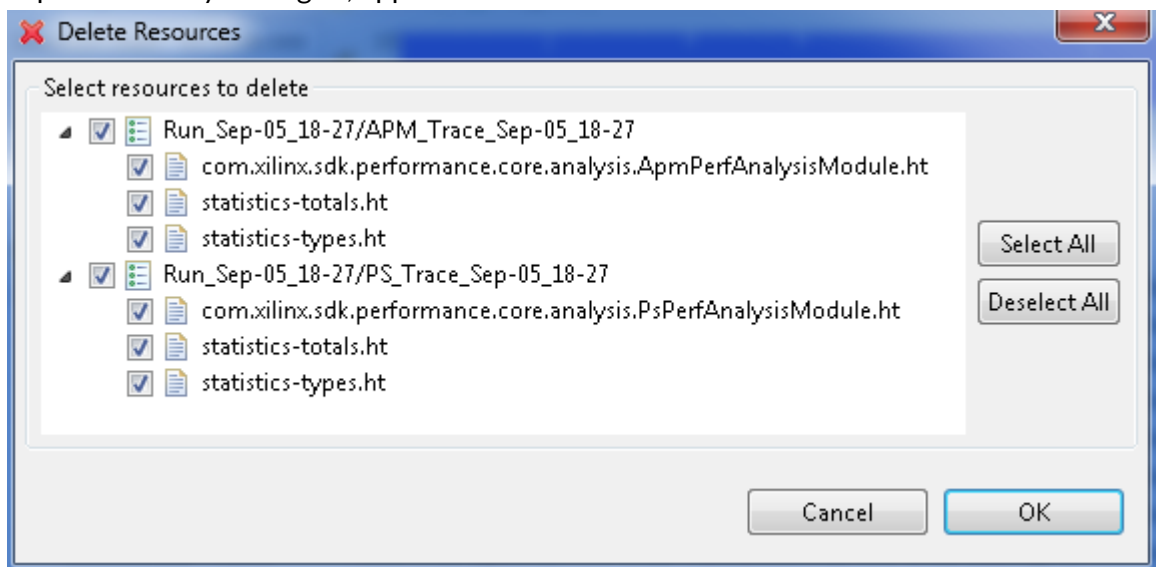 Delete Resources
Select resources to delete
Run_Sep-05_18-27/APM_Trace_Sep-05_18-27
com.xilinx.sdk.performance.core.analysis.ApmPerfAnalysisModule.ht
statistics-totals.ht
statistics-types.ht
Run_Sep-05_18-27/PS_Trace_Sep-05_18-27
com.xilinx.sdk.performance.core.analysis.PsPerfAnalysisModule.ht
statistics-totals.ht
statistics-types.ht
Select All
Deselect All
Cancel
OK